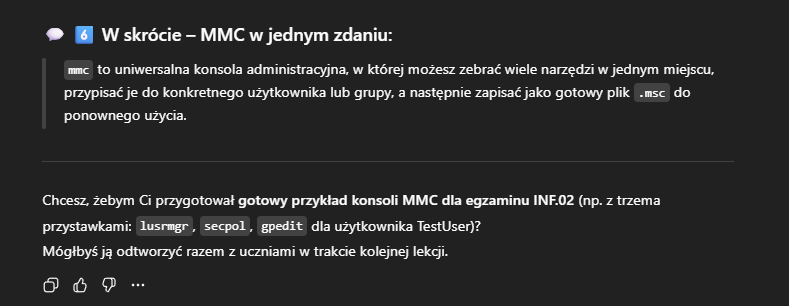 💬 6️⃣ W skrócie – MMC w jednym zdaniu:
mmc to uniwersalna konsola administracyjna, w której możesz zebrać wiele narzędzi w jednym miejscu,
przypisać je do konkretnego użytkownika lub grupy, a następnie zapisać jako gotowy plik .msc do
ponownego użycia.
Chcesz, żebym Ci przygotował gotowy przykład konsoli MMC dla egzaminu INF.02 (np. z trzema
przystawkami: lusrmgr, secpol, gpedit dla użytkownika TestUser)?
Mógłbyś ją odtworzyć razem z uczniami w trakcie kolejnej lekcji.